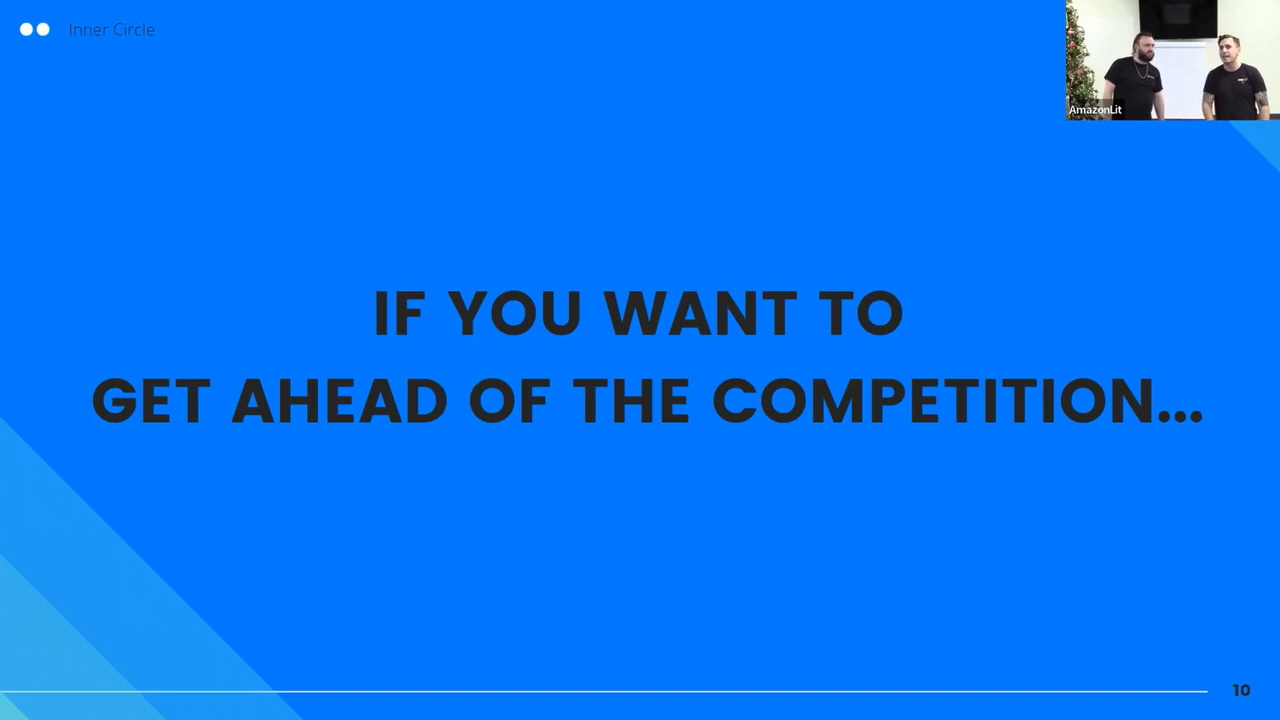 Inner Circle
AmazonLit
IF YOU WANT TO
GET AHEAD OF THE COMPETITION...
10